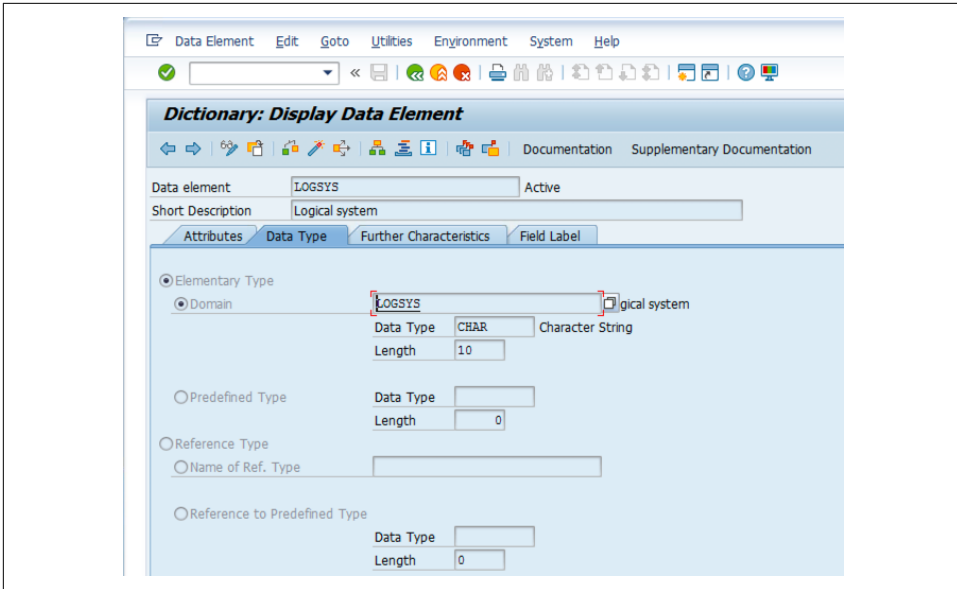 Data Element Edit Goto Utilities Environment System Help
Dictionary: Display Data Element
Documentation Supplementary Documentation
Data element LOGSYS Active
Short Description Logical system
Attributes Data Type Further Characteristics Field Label
Elementary Type
Domain LOGSYS gical system
Data Type CHAR Character String
Length 10
Predefined Type Data Type
Length 0
Reference Type
Name of Ref. Type
Reference to Predefined Type
Data Type
Length 0